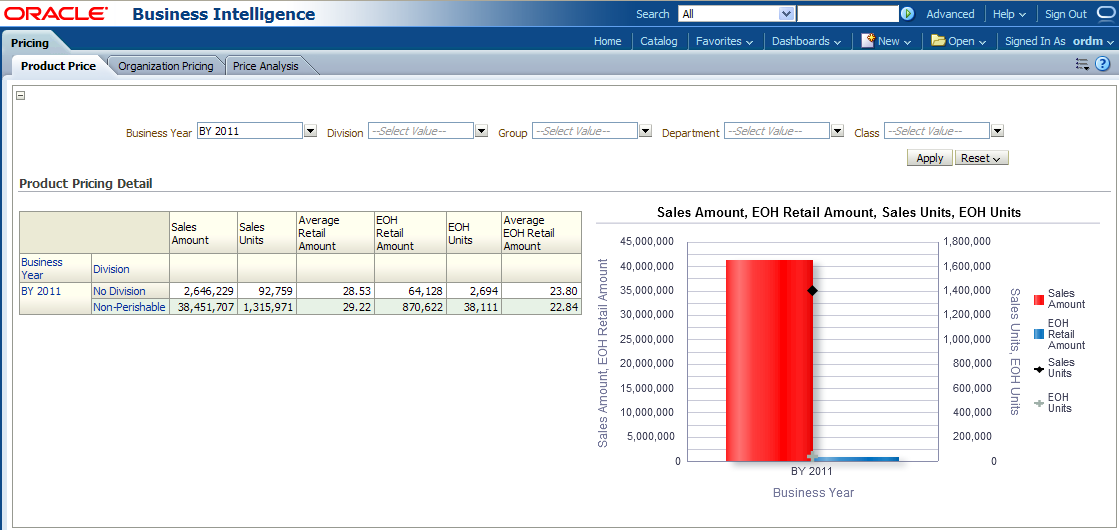 ORACLE Business Intelligence
Search All Advanced Help Sign Out
Pricing
Home Catalog Favorites Dashboards New Open Signed In As ordm
Product Price Organization Pricing Price Analysis
Business Year BY 2011 Division --Select Value-- Group --Select Value-- Department --Select Value-- Class --Select Value--
Apply Reset
Product Pricing Detail
Sales Amount
Sales Units
Average Retail Amount
EOH Retail Amount
EOH Units
Average EOH Retail Amount
Business Year
Division
BY 2011 No Division 2,646,229 92,759 28.53 64,128 2,694 23.80
Non-Perishable 38,451,707 1,315,971 29.22 870,622 38,111 22.84
Sales Amount, EOH Retail Amount, Sales Units, EOH Units
Sales Amount, EOH Retail Amount
45,000,000
40,000,000
35,000,000
30,000,000
25,000,000
20,000,000
15,000,000
10,000,000
5,000,000
0
BY 2011
Business Year
1,800,000
1,600,000
1,400,000
1,200,000
1,000,000
800,000
600,000
400,000
200,000
0
Sales Units, EOH Units
Sales
Amount
EOH
Retail
Amount
Sales
Units
EOH
Units